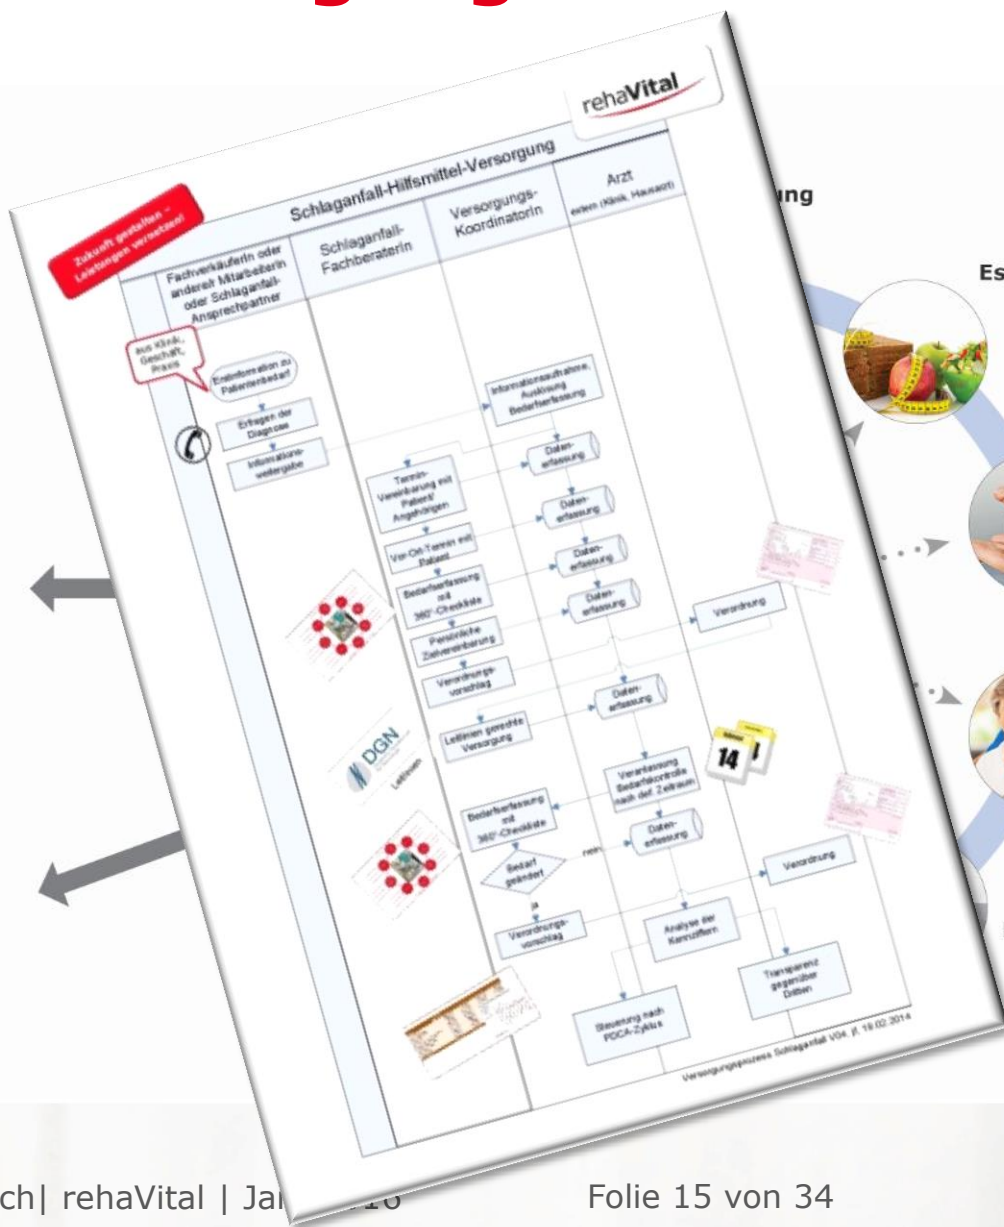 rehaVital
Schlaganfall-Hilfsmittel-Versorgung
Zukunft gestalten –
Leistungen vernetzen!
FachverkäuferIn oder
andere/r MitarbeiterIn
oder Schlaganfall-
Ansprechpartner
Schlaganfall-
FachberaterIn
Versorgungs-
KoordinatorIn
Arzt
extern (Klinik, Hausarzt)
aus Klinik,
Geschäft,
Praxis
Erstinformation zu
Patientenbedarf
Erfragen der
Diagnose
Informations-
weitergabe
Informationsaufnahme,
Auslösung
Bedarfserfassung
Termin-
Vereinbarung mit
Patient/
Angehörigen
Daten-
erfassung
Vor-Ort-Termin mit
Patient
Daten-
erfassung
Bedarfserfassung
mit
360°-Checkliste
Daten-
erfassung
Persönliche
Zielvereinbarung
Daten-
erfassung
Verordnungs-
vorschlag
Verordnung
Leitlinien gerechte
Versorgung
Daten-
erfassung
DGN
Leitlinien
14
Veranlassung
Bedarfskontrolle
nach def. Zeitraum
Bedarfserfassung
mit
360°-Checkliste
Daten-
erfassung
Bedarf
geändert
nein
ja
Verordnungs-
vorschlag
Verordnung
Analyse der
Kennziffern
Steuerung nach
PDCA-Zyklus
Transparenz
gegenüber
Dritten
Versorgungsprozess Schlaganfall V04, jf, 19.02.2014
ung
Es
ch| rehaVital | Ja
16
Folie 15 von 34